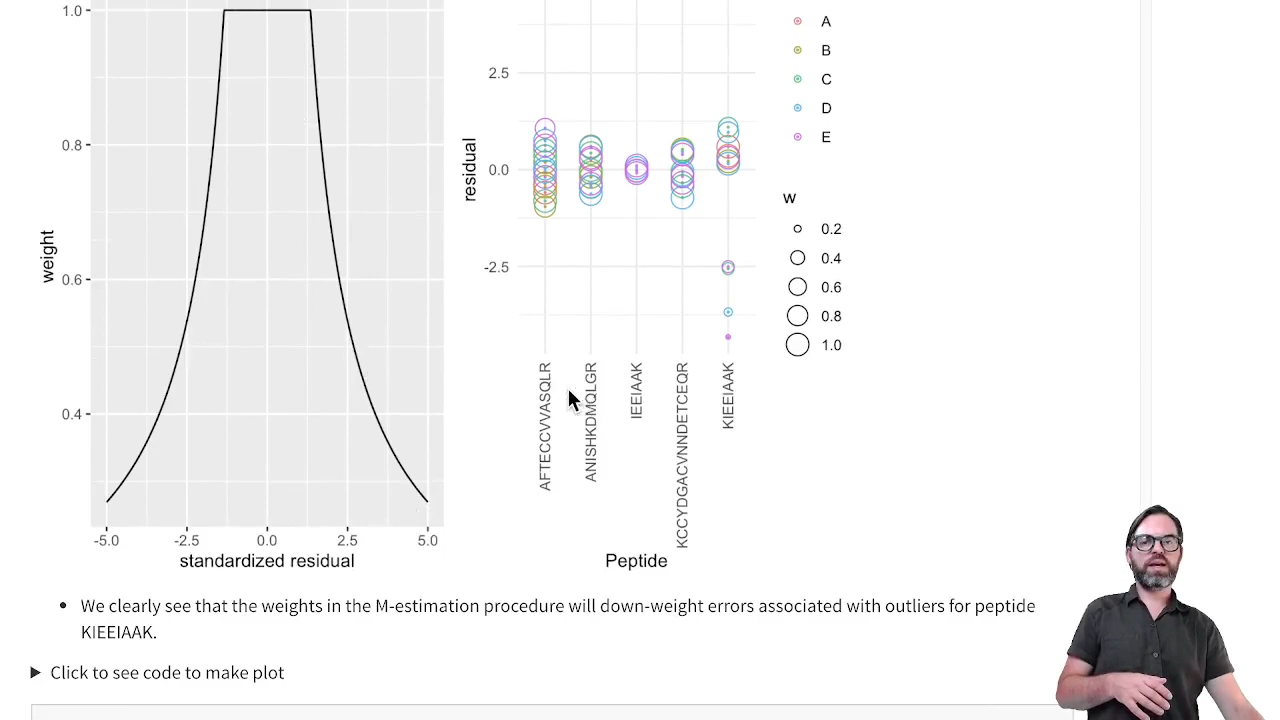 1.0
0.8
0.6
0.4
weight
-5.0
-2.5
0.0
2.5
5.0
standardized residual
2.5
0.0
-2.5
residual
AFTECCVVASQLR
ANISHKDMQLGR
IEEIAAK
KCCYDGACVNNDETCEQR
KIEEIAAK
Peptide
A
B
C
D
E
w
0.2
0.4
0.6
0.8
1.0
• We clearly see that the weights in the M-estimation procedure will down-weight errors associated with outliers for peptide
KIEEIAAK.
Click to see code to make plot